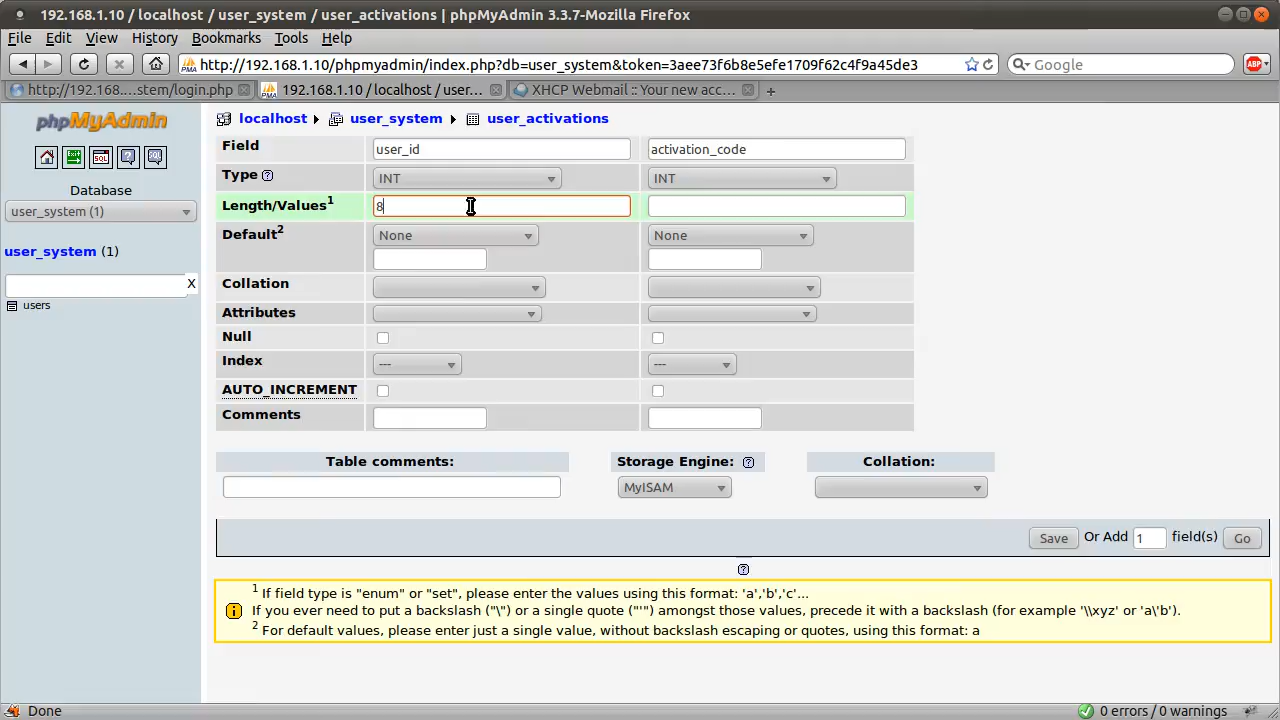 192.168.1.10 / localhost / user_system / user_activations | phpMyAdmin 3.3.7-Mozilla Firefox
File Edit View History Bookmarks Tools Help
http://192.168.1.10/phpmyadmin/index.php?db=user_system&token=3aee73f6b8e5efe1709f62c4f9a45de3
Google
ABP
http://192.168....stem/login.php
PMA 192.168.1.10 / localhost / user...
XHCP Webmail :: Your new acc...
phpMyAdmin
localhost user_system user_activations
SQL
Database
user_system (1)
user_system (1)
X
users
Field user_id activation_code
Type INT INT
Length/Values1 8
Default2 None None
Collation
Attributes
Null
Index --- ---
AUTO_INCREMENT
Comments
Table comments: Storage Engine: Collation:
MyISAM
Save Or Add 1 field(s) Go
1 If field type is "enum" or "set", please enter the values using this format: 'a','b','c'...
If you ever need to put a backslash ("\") or a single quote ("'") amongst those values, precede it with a backslash (for example '\\xyz' or 'a\'b').
2 For default values, please enter just a single value, without backslash escaping or quotes, using this format: a
Done
0 errors / 0 warnings